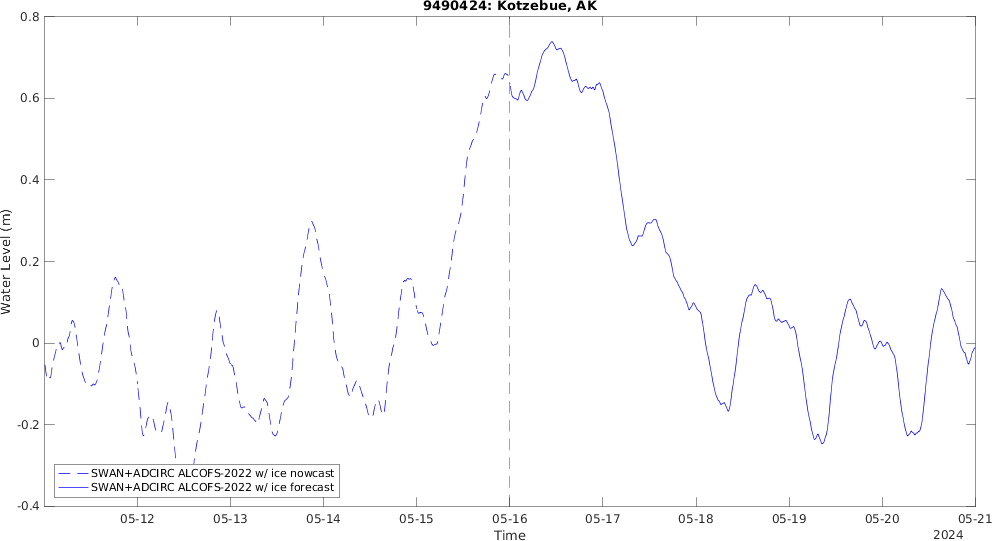 9490424: Kotzebue, AK
0.8
0.6
0.4
0.2
0
-0.2
-0.4
Water Level (m)
SWAN+ADCIRC ALCOFS-2022 w/ ice nowcast
SWAN+ADCIRC ALCOFS-2022 w/ ice forecast
05-12 05-13 05-14 05-15 05-16 05-17 05-18 05-19 05-20 05-21
Time
2024